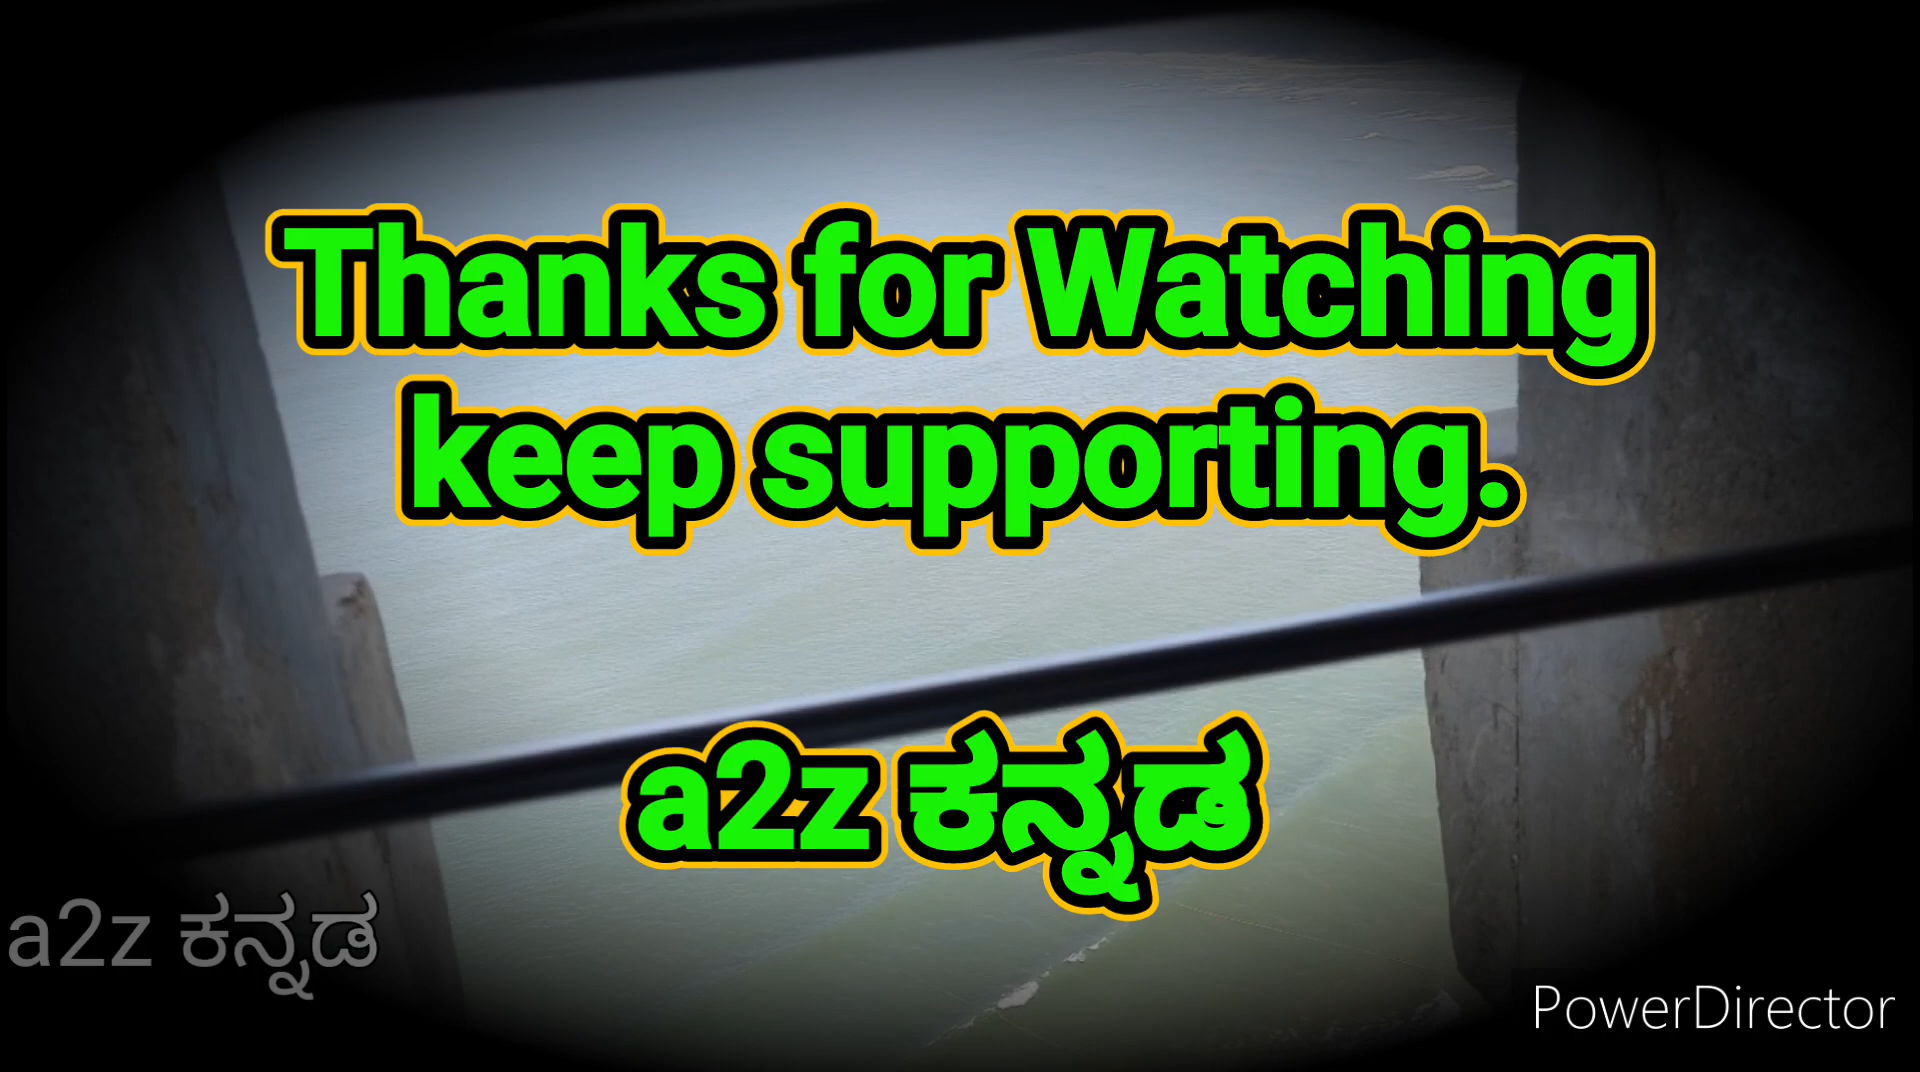 Thanks for Watching
keep supporting.
a2z ಕನ್ನಡ
a2z ಕನ್ನಡ
PowerDirector